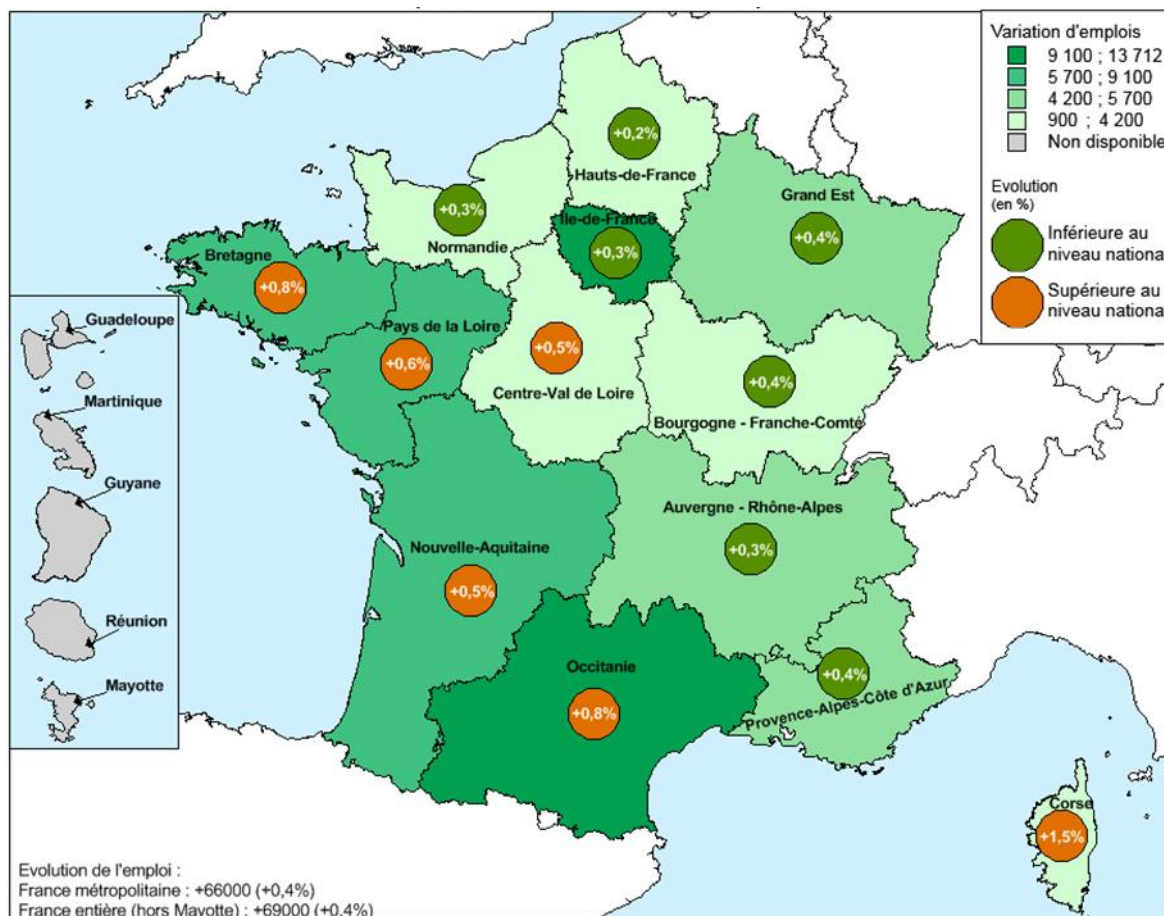 Variation d'emplois
9 100 ; 13 712
5 700 ; 9 100
4 200 ; 5 700
900 ; 4 200
Non disponible
Evolution
(en %)
Inférieure au
niveau nationa
Supérieure au
niveau nationa
+0,2%
Hauts-de-France
+0,3%
Normandie
Île-de-France
+0,3%
Grand Est
+0,4%
Bretagne
+0,8%
Pays de la Loire
+0,6%
+0,5%
Centre-Val de Loire
+0,4%
Bourgogne - Franche-Comté
Auvergne - Rhône-Alpes
+0,3%
Nouvelle-Aquitaine
+0,5%
Occitanie
+0,8%
+0,4%
Provence-Alpes-Côte d'Azur
Corse
+1,5%
Guadeloupe
Martinique
Guyane
Réunion
Mayotte
Evolution de l'emploi :
France métropolitaine : +66000 (+0,4%)
France entière (hors Mayotte) : +69000 (+0,4%)